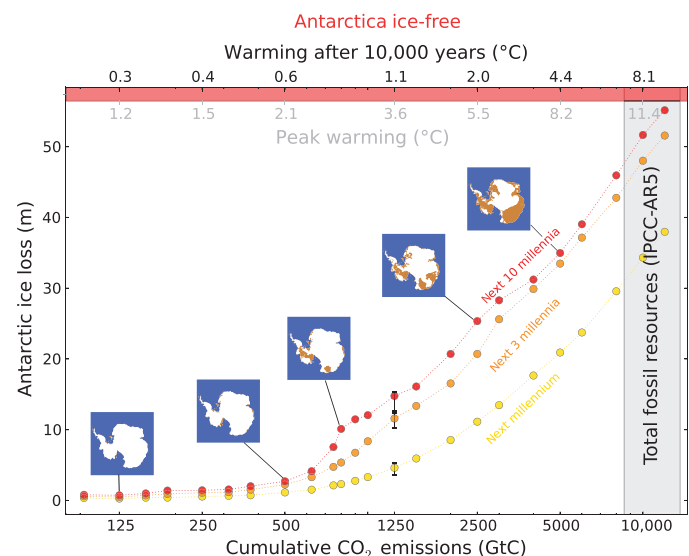 Antarctica ice-free
Warming after 10,000 years (°C)
0.3 0.4 0.6 1.1 2.0 4.4 8.1
1.2 1.5 2.1 3.6 5.5 8.2 11.4
Peak warming (°C)
Antarctic ice loss (m)
50
40
30
20
10
0
Next 10 millennia
Next 3 millennia
Next millennium
Total fossil resources (IPCC-AR5)
125 250 500 1250 2500 5000 10,000
Cumulative CO₂ emissions (GtC)